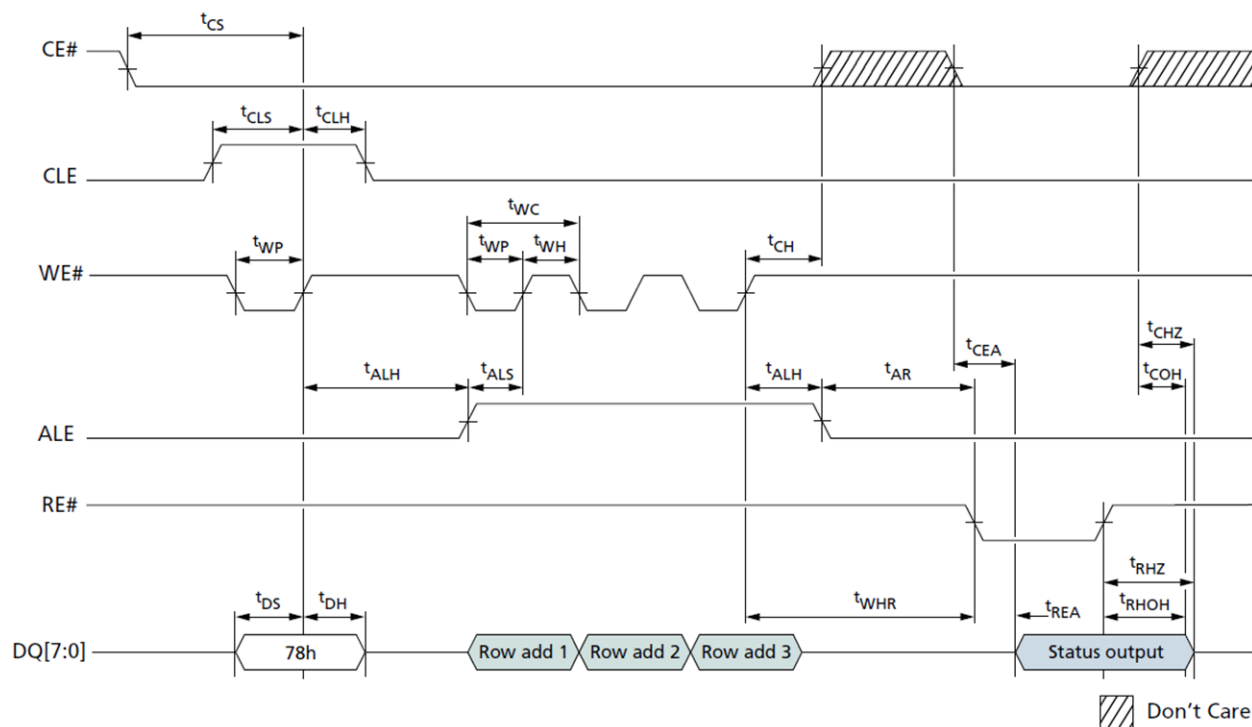 tCS
CE#
tCLS tCLH
CLE
tWC
tWP tWP tWH tCH
WE#
tCHZ
tCEA
tALH tALS tALH tAR tCOH
ALE
RE#
tRHZ
tDS tDH tWHR tREA tRHOH
DQ[7:0] 78h Row add 1 Row add 2 Row add 3 Status output
Don't Care